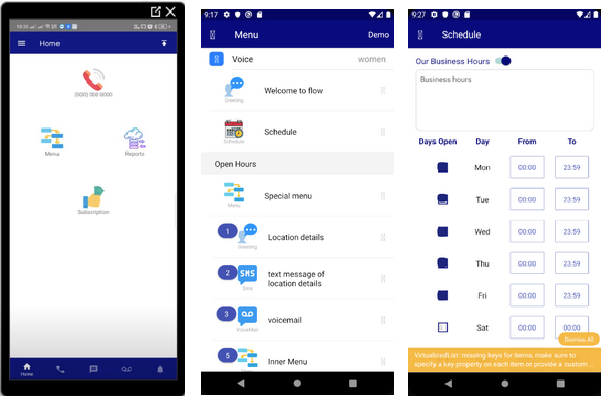 Home
(000) 000 0000
Menu
Reports
Subscription
Home
9:17
Menu
Demo
Voice
women
Greeting
Welcome to flow
Schedule
Schedule
Open Hours
Menu
Special menu
1
Greeting
Location details
2
SMS
Sms
text message of
location details
3
VoiceMail
voicemail
5
Inner Menu
9:27
Schedule
Our Business Hours
Business hours
Days Open Day From To
Mon 00:00 23:59
Tue 00:00 23:59
Wed 00:00 23:59
Thu 00:00 23:59
Fri 00:00 23:59
Sat 00:00 00:00
Dismiss All
VirtualizedList: missing keys for items, make sure to
specify a key property on each item or provide a custom ...